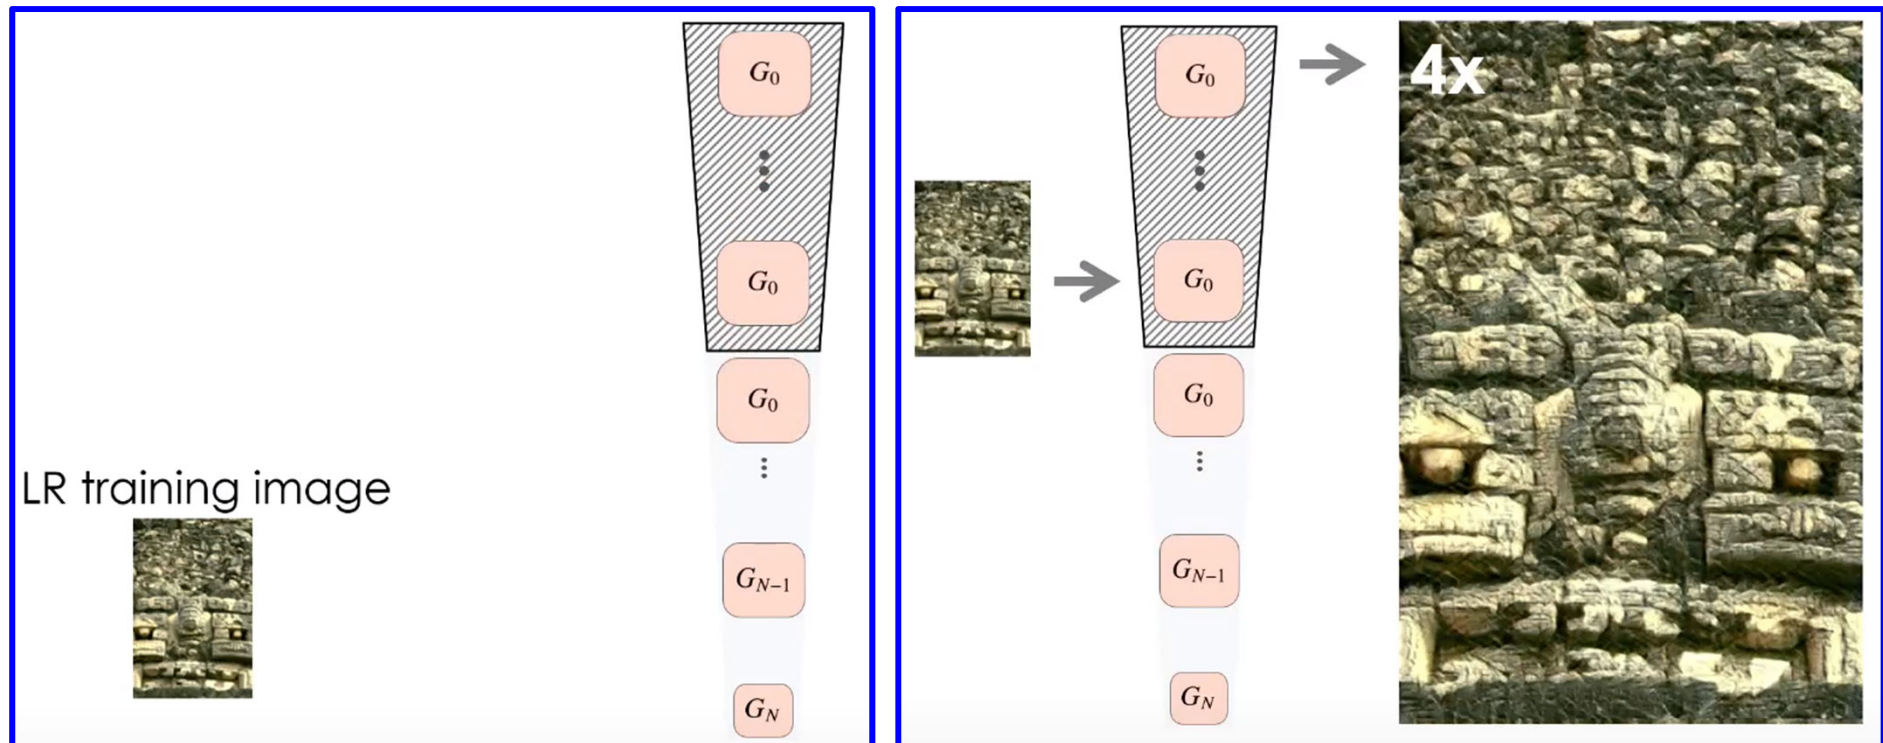 G₀
G₀
G₀
LR training image
G_{N−1}
G_N
G₀
4x
G₀
G₀
G_{N−1}
G_N